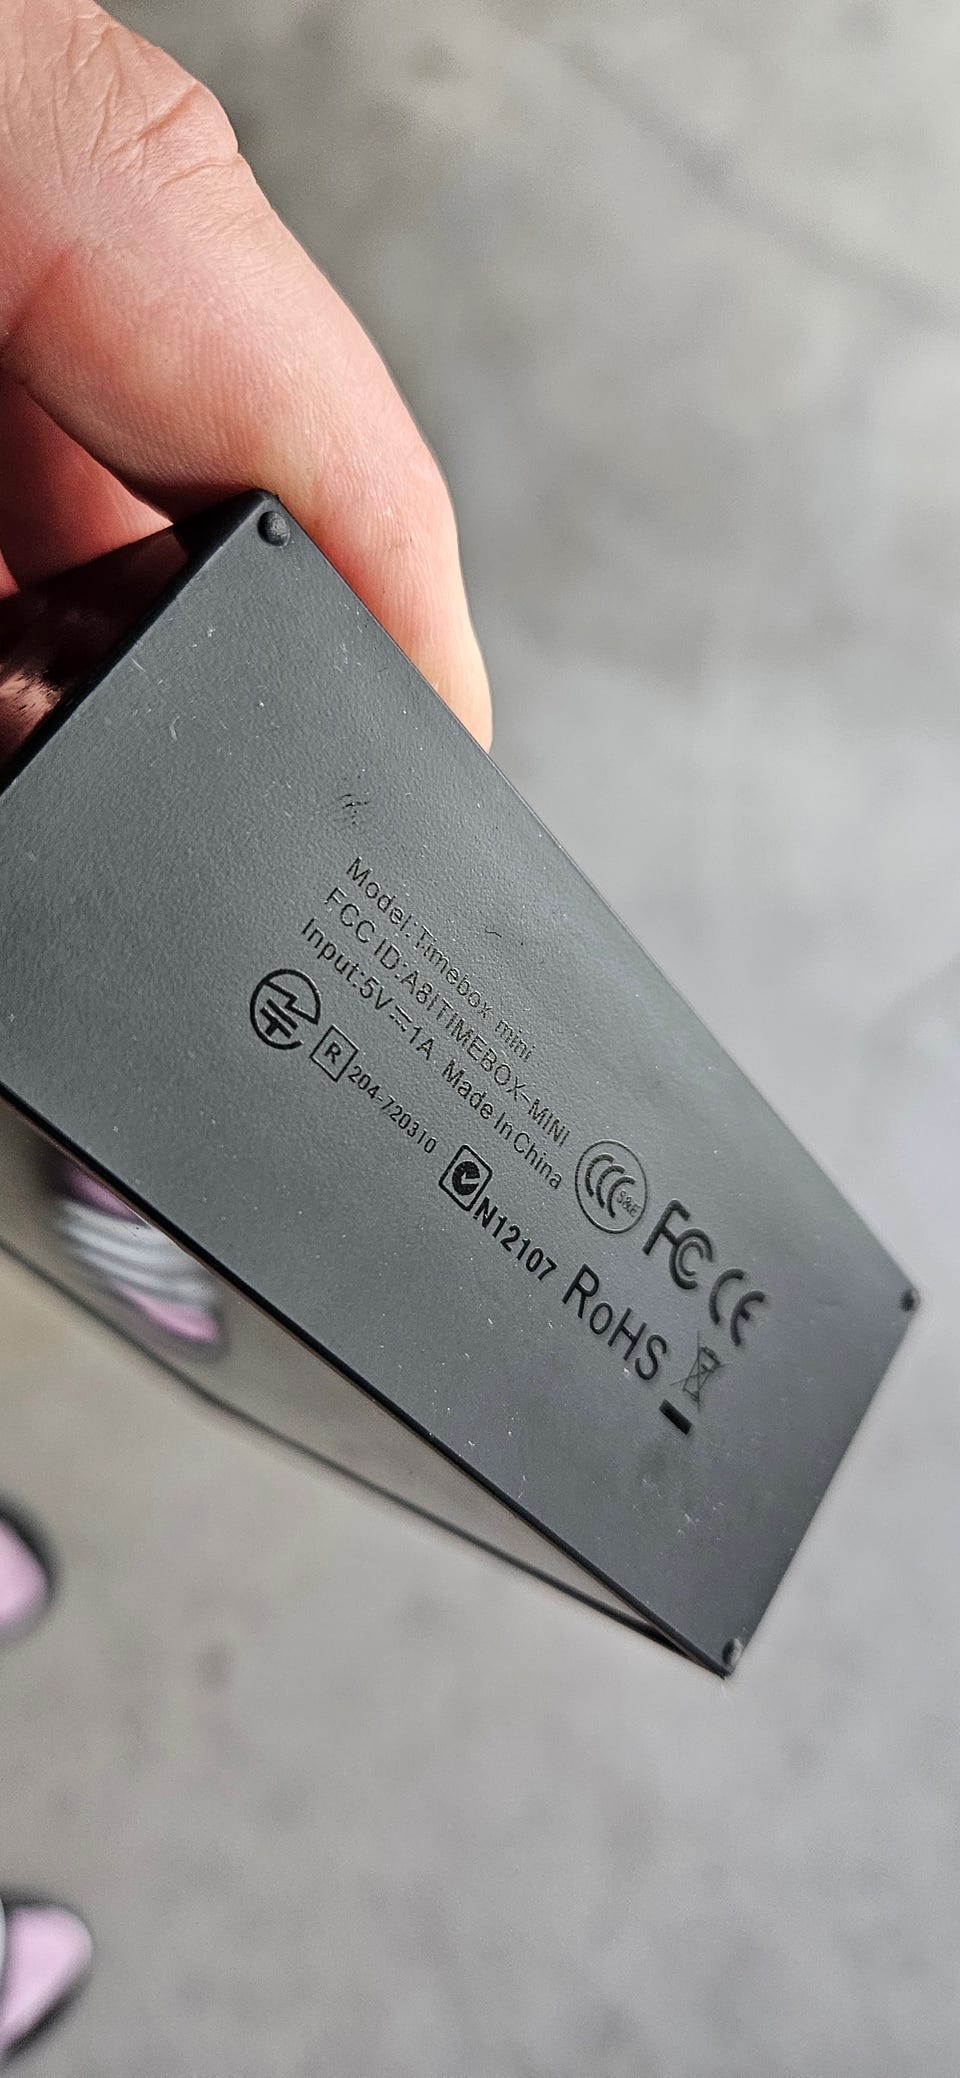 Model:Timebox mini
FCC ID:A8ITIMEBOX-MINI
Input:5V⎓1A Made In China
R 204-720310
N12107
CCC S&E FC CE
RoHS